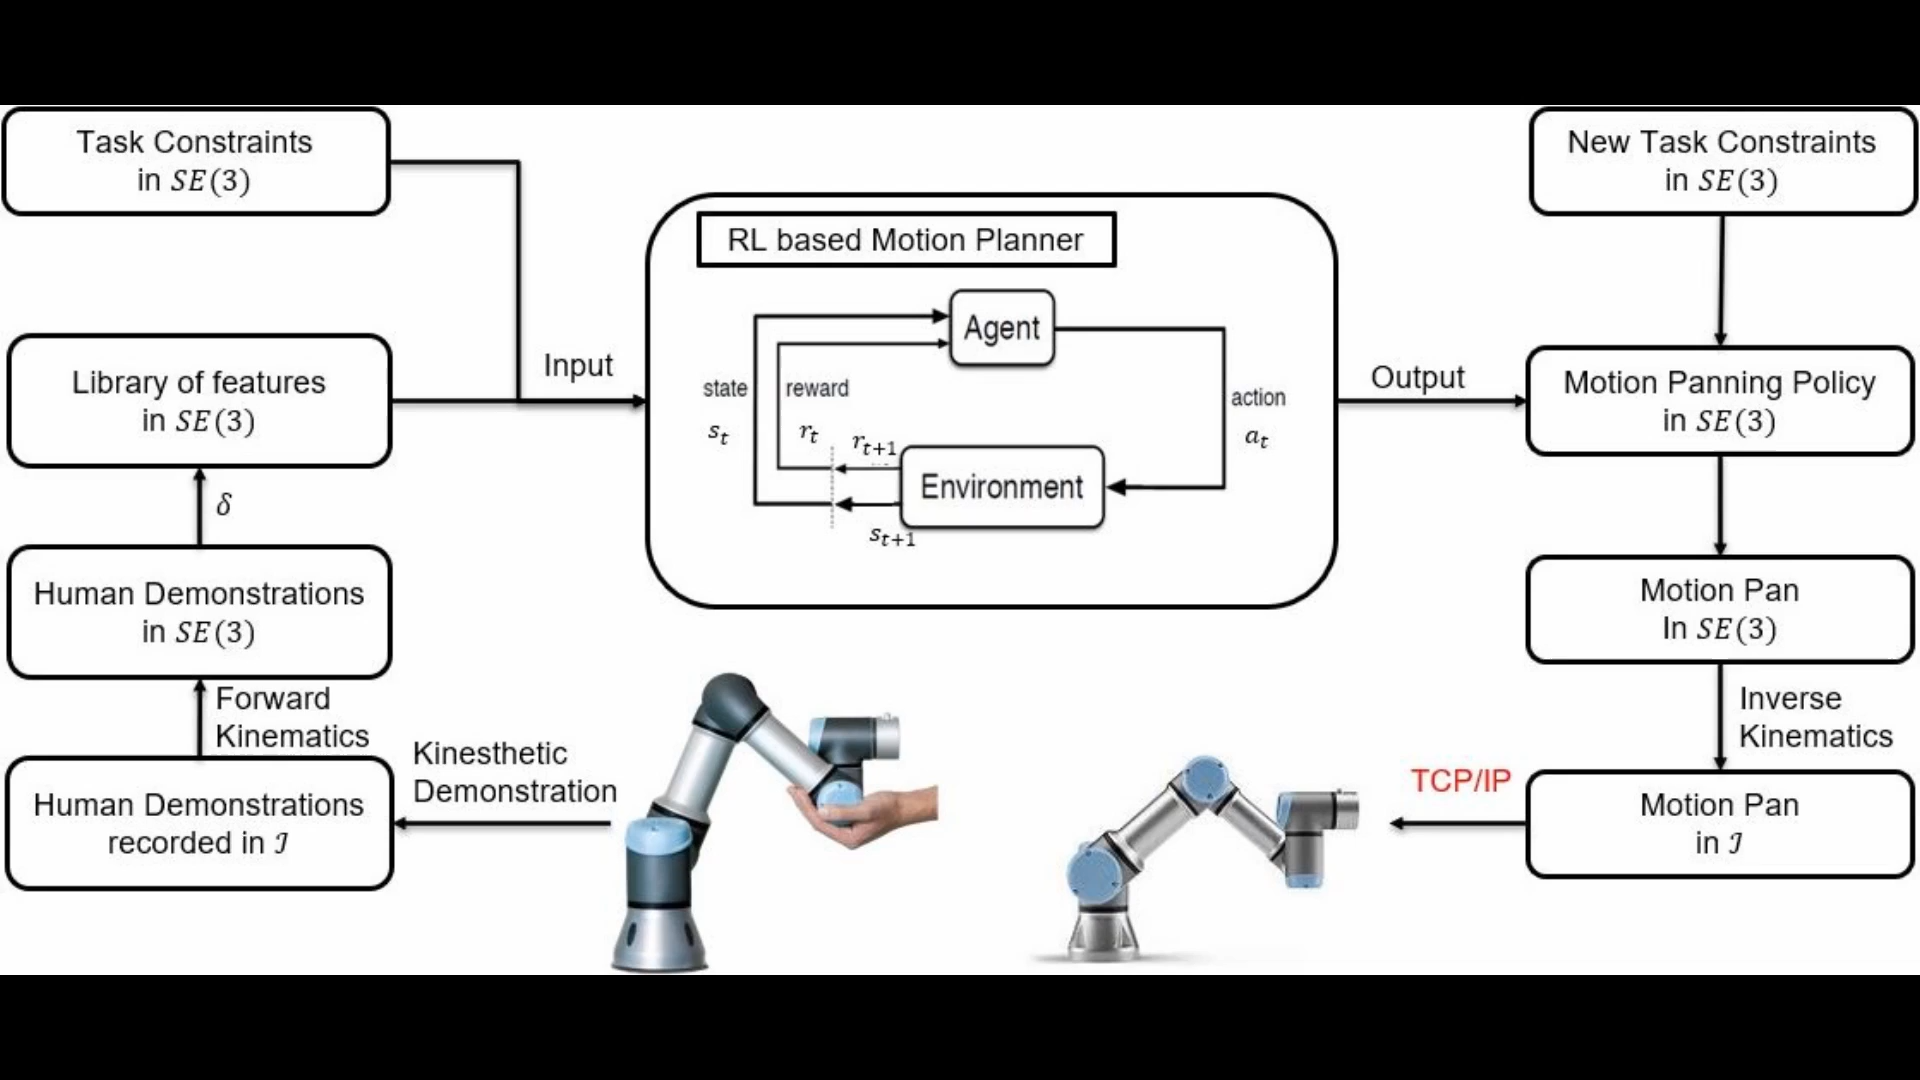 Task Constraints
in SE(3)
Library of features
in SE(3)
δ
Human Demonstrations
in SE(3)
Forward
Kinematics
Human Demonstrations
recorded in ℐ
Kinesthetic
Demonstration
Input
RL based Motion Planner
Agent
state
reward
action
s_t
r_t
r_{t+1}
a_t
Environment
s_{t+1}
Output
New Task Constraints
in SE(3)
Motion Panning Policy
in SE(3)
Motion Pan
In SE(3)
Inverse
Kinematics
TCP/IP
Motion Pan
in ℐ